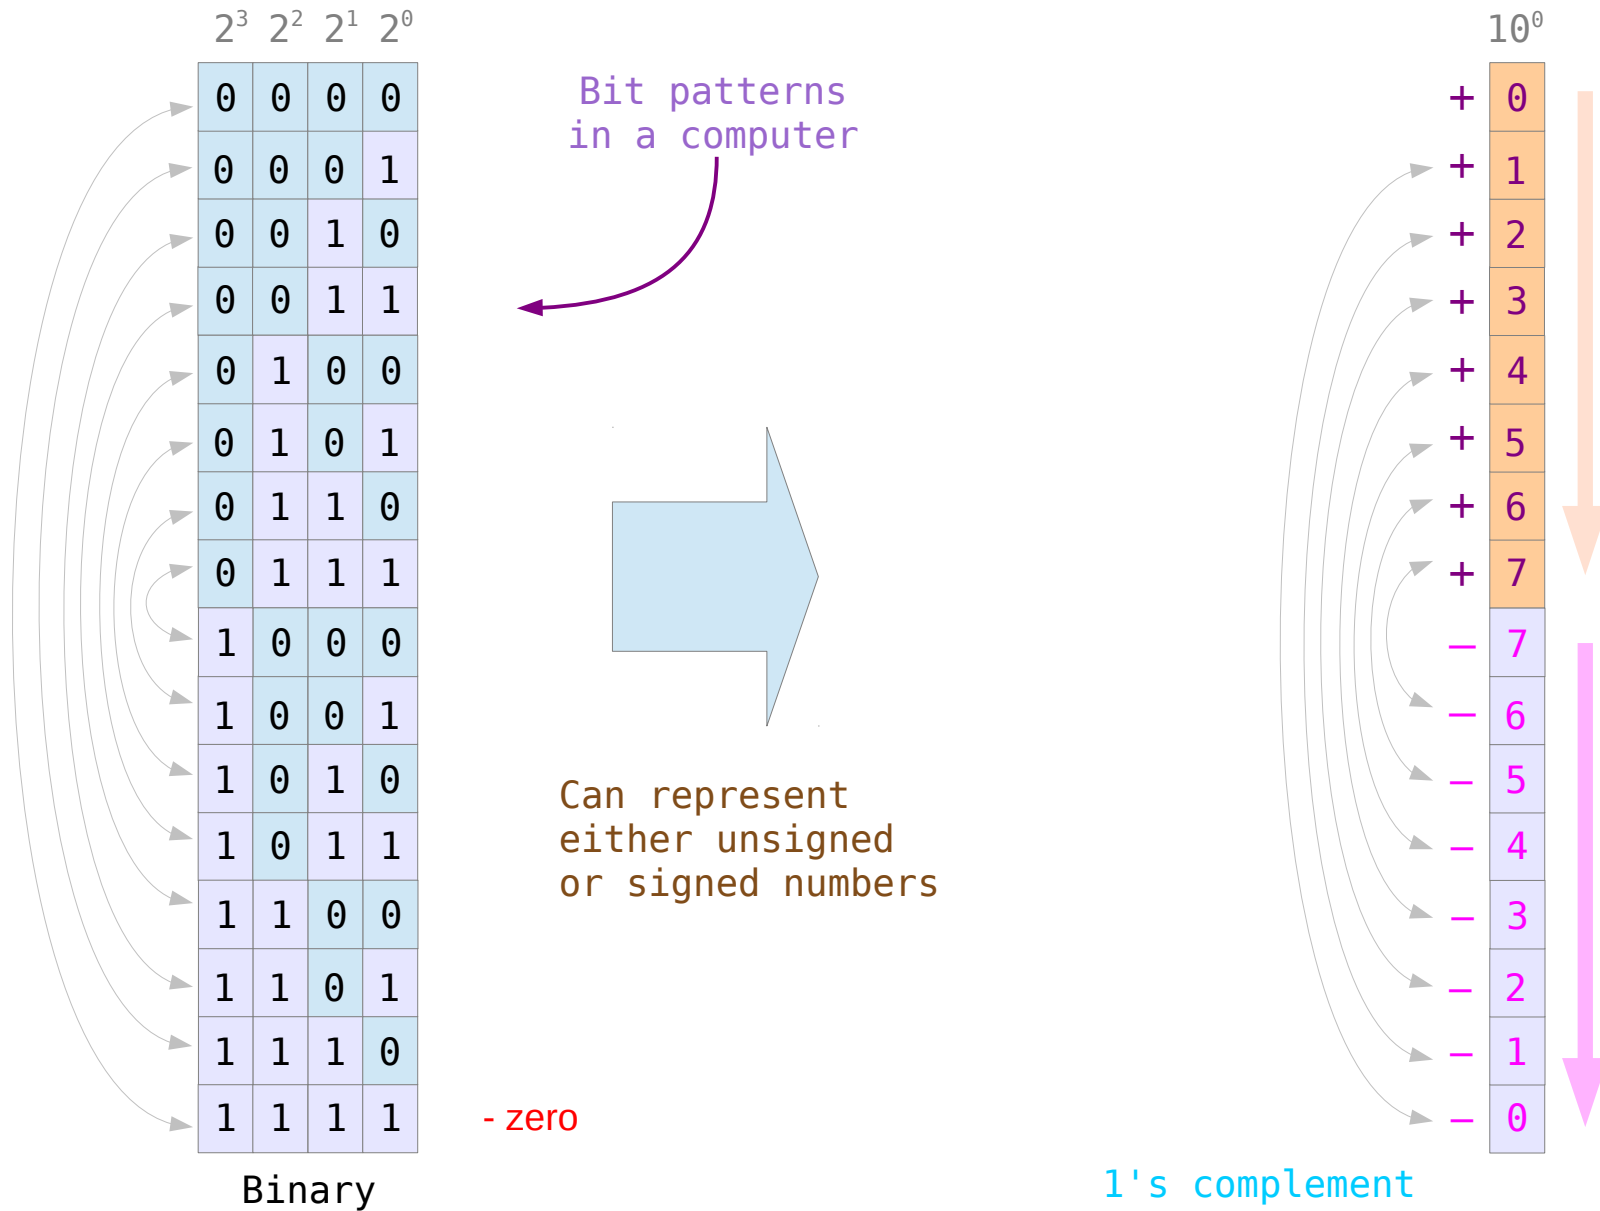 2³ 2² 2¹ 2⁰ 10⁰
0 0 0 0 + 0
Bit patterns
in a computer
0 0 0 1 + 1
0 0 1 0 + 2
0 0 1 1 + 3
0 1 0 0 + 4
0 1 0 1 + 5
0 1 1 0 + 6
0 1 1 1 + 7
1 0 0 0 – 7
1 0 0 1 – 6
1 0 1 0 – 5
Can represent
either unsigned
or signed numbers
1 0 1 1 – 4
1 1 0 0 – 3
1 1 0 1 – 2
1 1 1 0 – 1
1 1 1 1 - zero – 0
Binary 1's complement